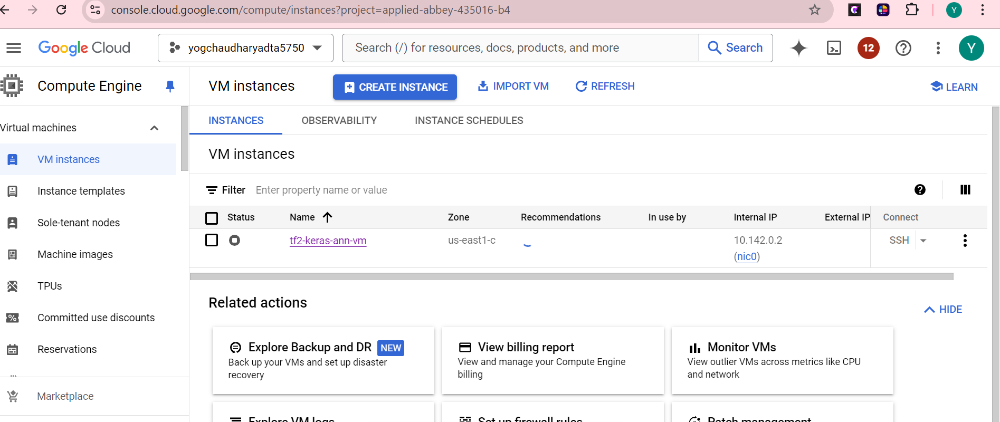 console.cloud.google.com/compute/instances?project=applied-abbey-435016-b4
Y
Google Cloud
yogchaudharyadta5750
Search (/) for resources, docs, products, and more
Search
12
Y
Compute Engine
VM instances
CREATE INSTANCE
IMPORT VM
REFRESH
LEARN
Virtual machines
VM instances
Instance templates
Sole-tenant nodes
Machine images
TPUs
Committed use discounts
Reservations
Marketplace
INSTANCES
OBSERVABILITY
INSTANCE SCHEDULES
VM instances
Filter Enter property name or value
Status Name Zone Recommendations In use by Internal IP External IP Connect
tf2-keras-ann-vm us-east1-c 10.142.0.2 SSH
(nic0)
Related actions
HIDE
Explore Backup and DR NEW
Back up your VMs and set up disaster
recovery
View billing report
View and manage your Compute Engine
billing
Monitor VMs
View outlier VMs across metrics like CPU
and network
Explore VM logs
Set up firewall rules
Patch management